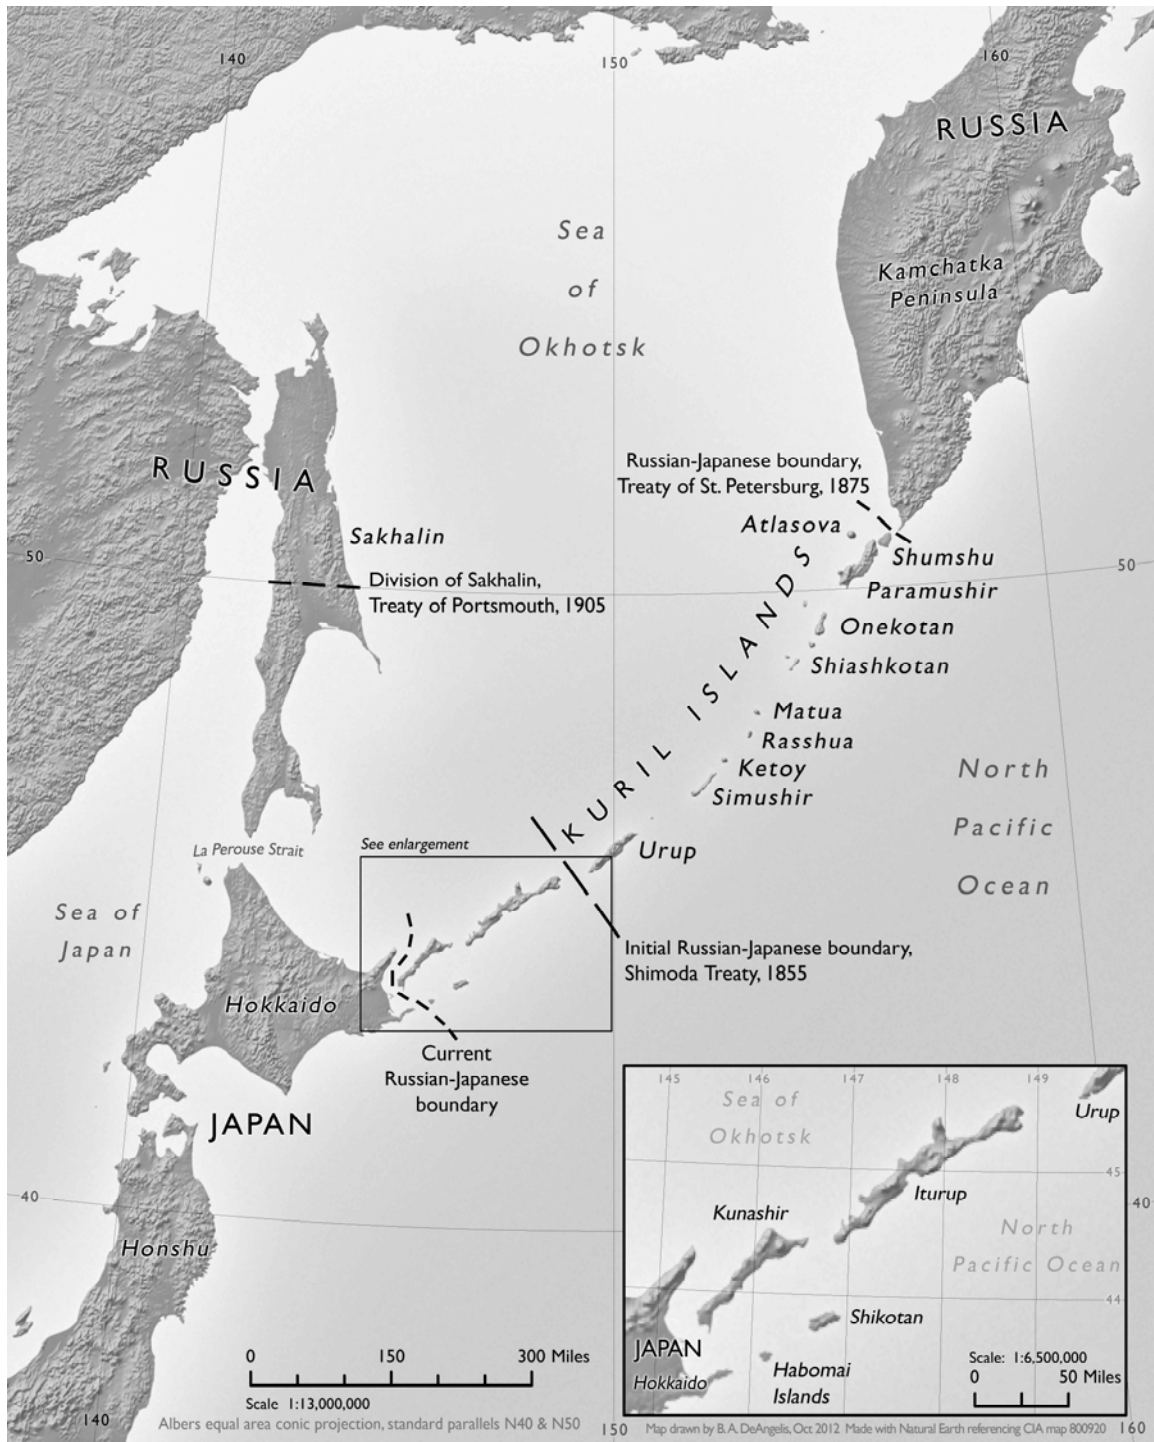 140
150
160
RUSSIA
Sea
of
Okhotsk
Kamchatka
Peninsula
RUSSIA
Russian-Japanese boundary,
Treaty of St. Petersburg, 1875
Atlasova
Sakhalin
50
50
Shumshu
Division of Sakhalin,
Treaty of Portsmouth, 1905
Paramushir
Onekotan
Shiashkotan
KURIL ISLANDS
Matua
Rasshua
Ketoy
Simushir
North
Pacific
Ocean
La Perouse Strait
See enlargement
Urup
Sea of
Japan
Initial Russian-Japanese boundary,
Shimoda Treaty, 1855
Hokkaido
Current
Russian-Japanese
boundary
JAPAN
40
Honshu
145
146
147
148
149
Sea of
Okhotsk
Urup
45
40
Iturup
Kunashir
North
Pacific Ocean
44
Shikotan
JAPAN
Hokkaido
Habomai
Islands
Scale: 1:6,500,000
0 50 Miles
0 150 300 Miles
Scale 1:13,000,000
140
Albers equal area conic projection, standard parallels N40 & N50
150
Map drawn by B. A. DeAngelis, Oct 2012 Made with Natural Earth referencing CIA map 800920
160